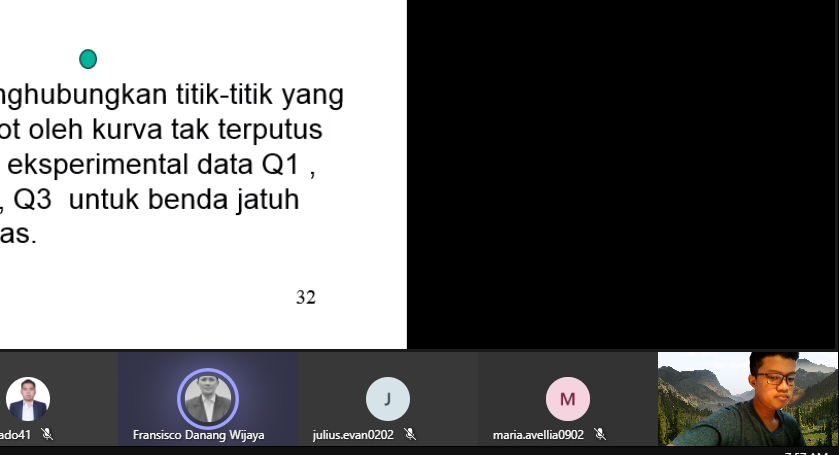 nghubungkan titik-titik yang
ot oleh kurva tak terputus
eksperimental data Q1 ,
, Q3 untuk benda jatuh
as.
32
ado41
Fransisco Danang Wijaya
julius.evan0202
maria.avellia0902
J
M